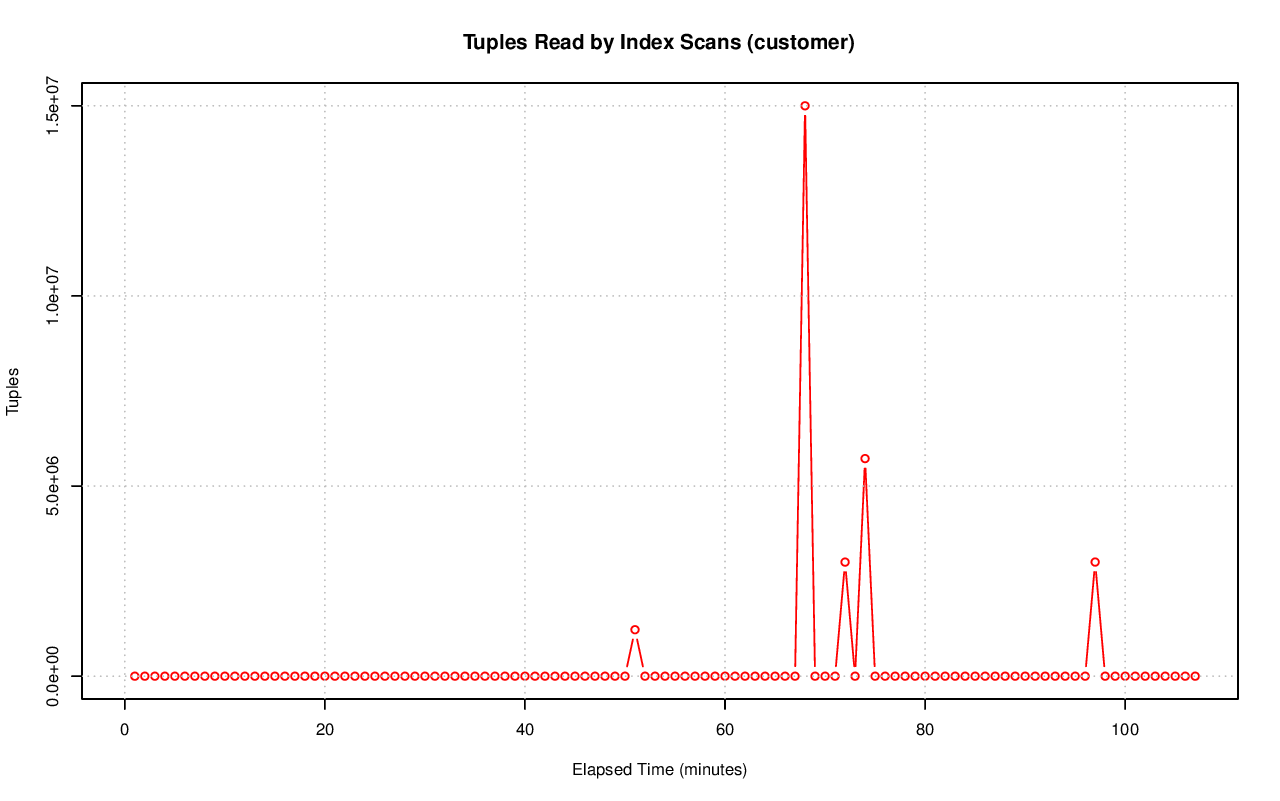 Tuples Read by Index Scans (customer)
1.5e+07
1.0e+07
5.0e+06
0.0e+00
Tuples
0 20 40 60 80 100
Elapsed Time (minutes)